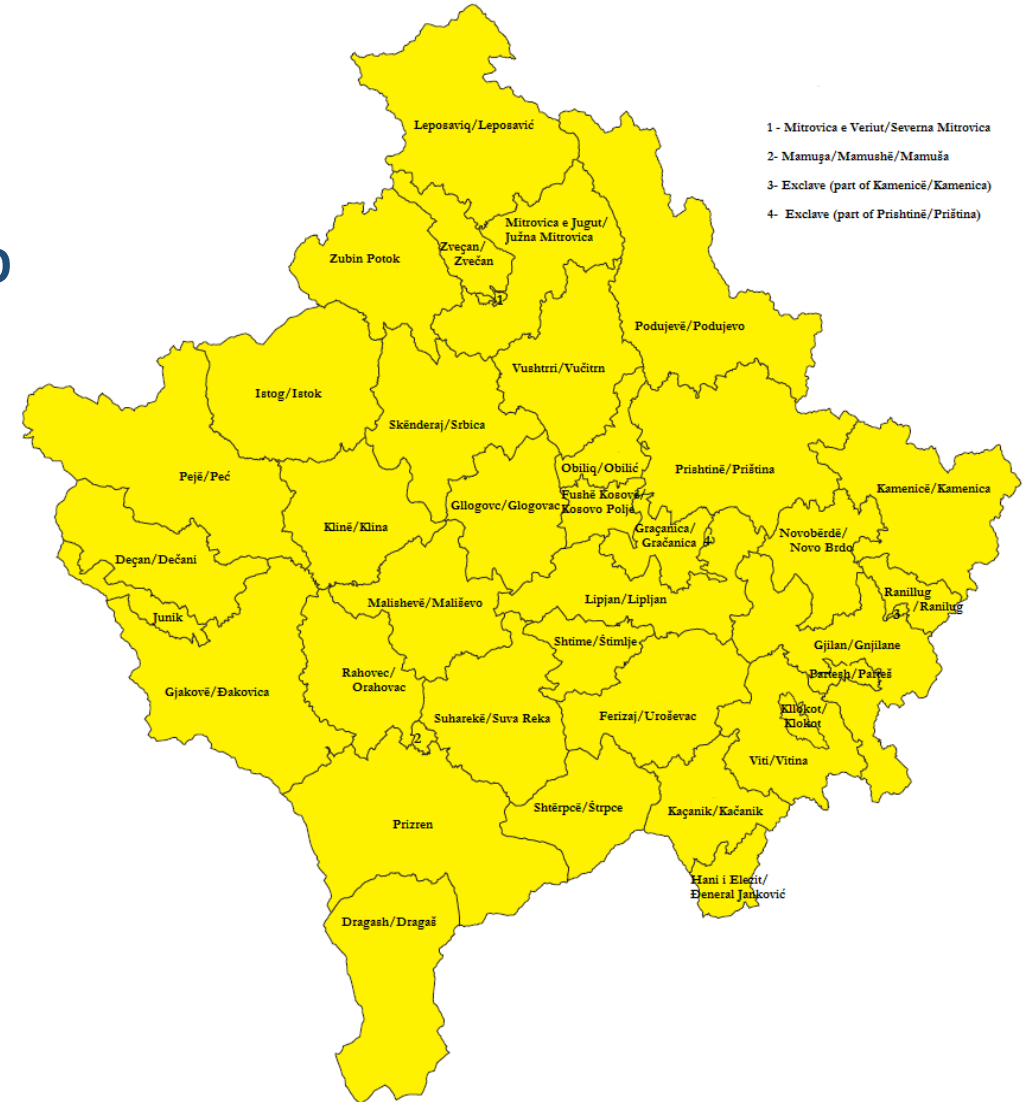 Leposaviq/Leposavić
1 - Mitrovica e Veriut/Severna Mitrovica
2- Mamuşa/Mamushë/Mamuša
3- Exclave (part of Kamenicë/Kamenica)
4- Exclave (part of Prishtinë/Priština)
Mitrovica e Jugut/
Južna Mitrovica
Zveçan/
Zvečan
Zubin Potok
1
Podujevë/Podujevo
Vushtrri/Vučitrn
Istog/Istok
Skënderaj/Srbica
Obiliq/Obilić
Prishtinë/Priština
Pejë/Peć
Kamenicë/Kamenica
Fushë Kosovë/
Kosovo Polje
Gllogovc/Glogovac
Klinë/Klina
Graçanica/
Gračanica
4
Novobërdë/
Novo Brdo
Deçan/Dečani
Ranillug
/Ranilug
3
Malishevë/Mališevo
Lipjan/Lipljan
Junik
Shtime/Štimlje
Gjilan/Gnjilane
Partesh/Parteš
Rahovec/
Orahovac
Gjakovë/Đakovica
Suharekë/Suva Reka
Ferizaj/Uroševac
Kllokot/
Klokot
2
Viti/Vitina
Shtërpcë/Štrpce
Kaçanik/Kačanik
Prizren
Hani i Elezit/
Đeneral Janković
Dragash/Dragaš